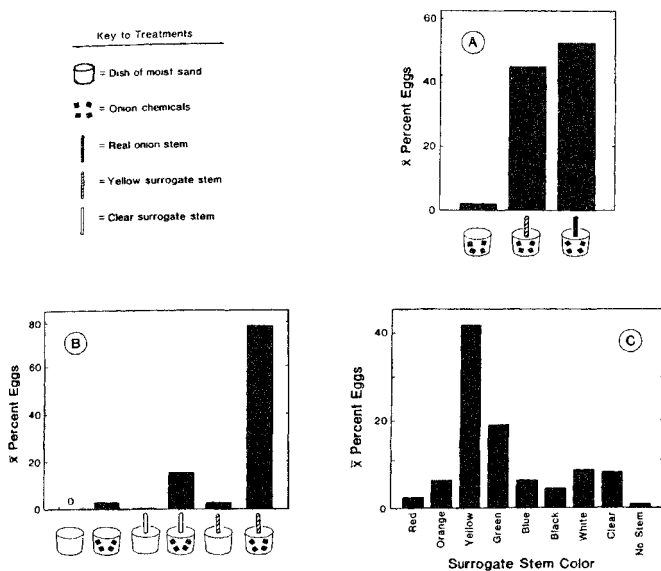 Key to Treatments
= Dish of moist sand
= Onion chemicals
= Real onion stem
= Yellow surrogate stem
= Clear surrogate stem
A
x̄ Percent Eggs
60
40
20
0
B
x̄ Percent Eggs
80
60
40
20
0
0
C
x̄ Percent Eggs
40
20
0
Red
Orange
Yellow
Green
Blue
Black
White
Clear
No Stem
Surrogate Stem Color